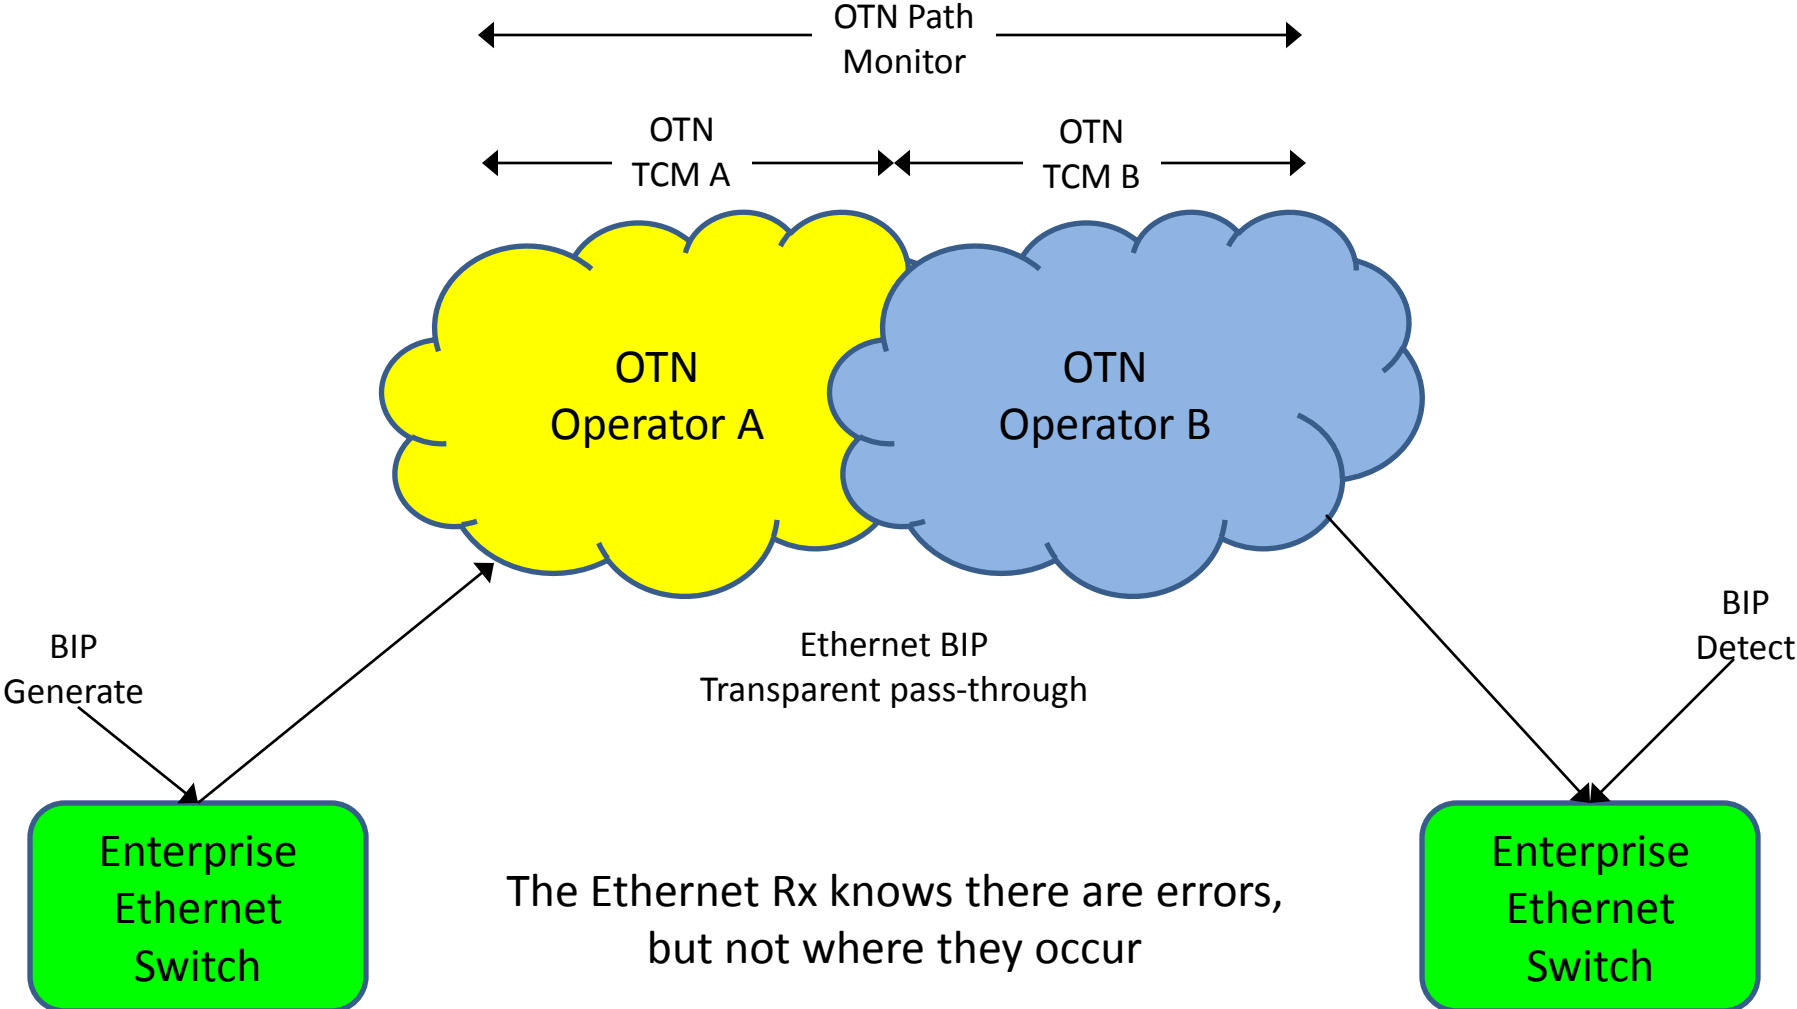 OTN Path
Monitor
OTN
TCM A
OTN
TCM B
OTN
Operator A
OTN
Operator B
BIP
Generate
Ethernet BIP
Transparent pass-through
BIP
Detect
Enterprise
Ethernet
Switch
The Ethernet Rx knows there are errors,
but not where they occur
Enterprise
Ethernet
Switch